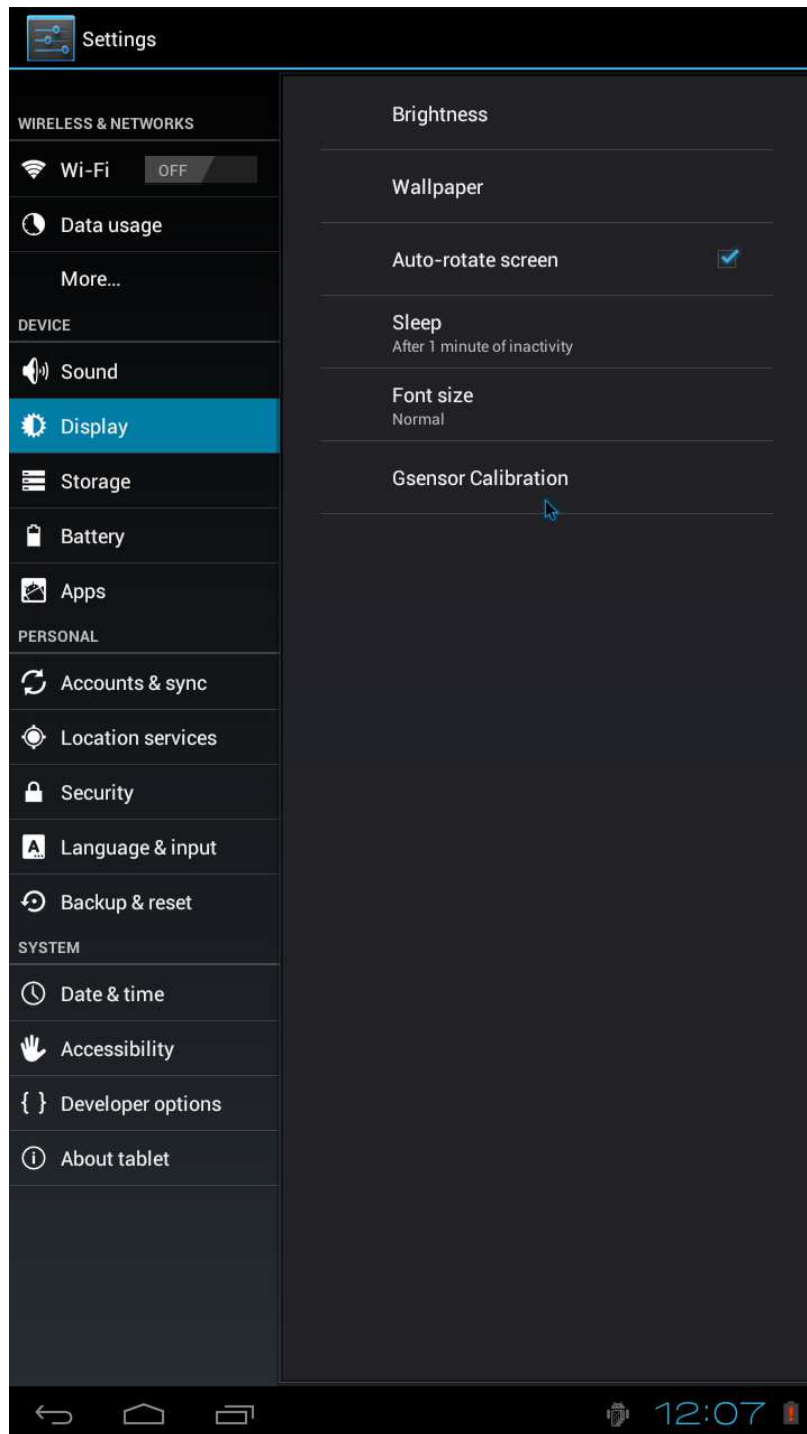 Settings
WIRELESS & NETWORKS
Wi-Fi OFF
Data usage
More...
DEVICE
Sound
Display
Storage
Battery
Apps
PERSONAL
Accounts & sync
Location services
Security
A Language & input
Backup & reset
SYSTEM
Date & time
Accessibility
{ } Developer options
About tablet
Brightness
Wallpaper
Auto-rotate screen
Sleep
After 1 minute of inactivity
Font size
Normal
Gsensor Calibration
12:07